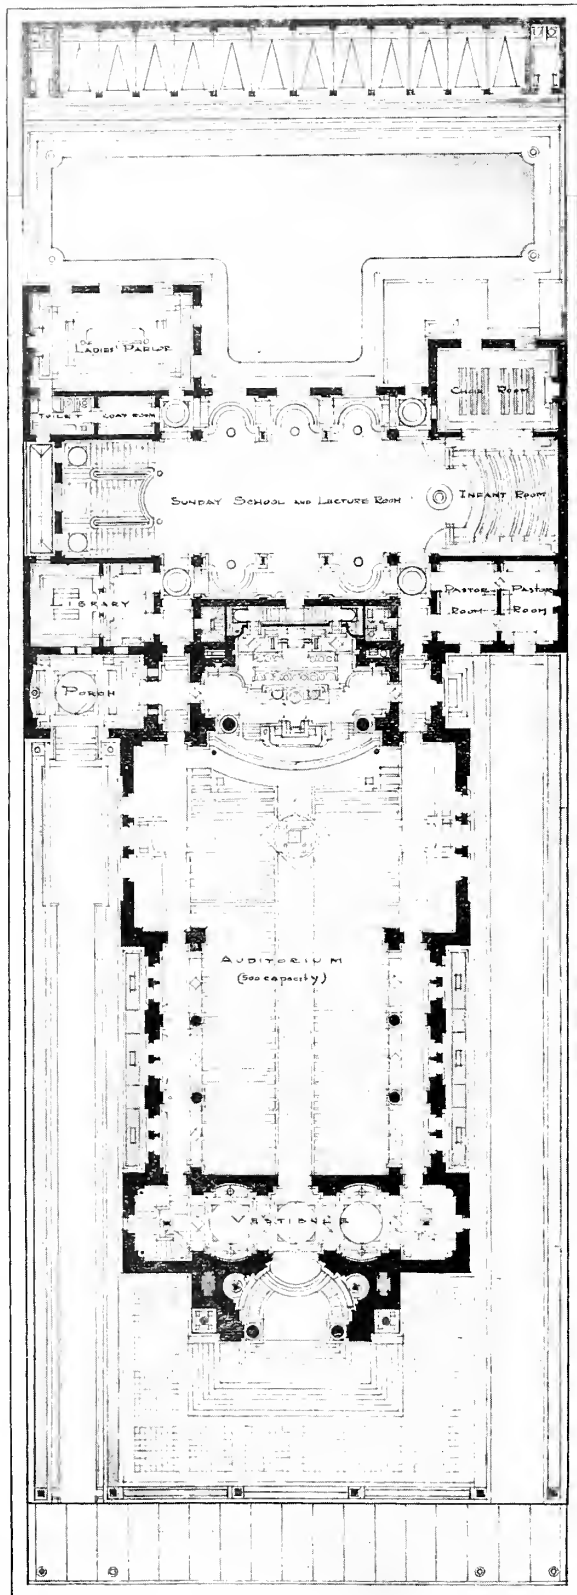 LADIES' PARLOR
TOILET
COAT ROOM
CHOIR ROOM
SUNDAY SCHOOL AND LECTURE ROOM
INFANT ROOM
LIBRARY
PASTOR
ROOM
PASTOR
ROOM
PORCH
AUDITORIUM
(500 capacity)